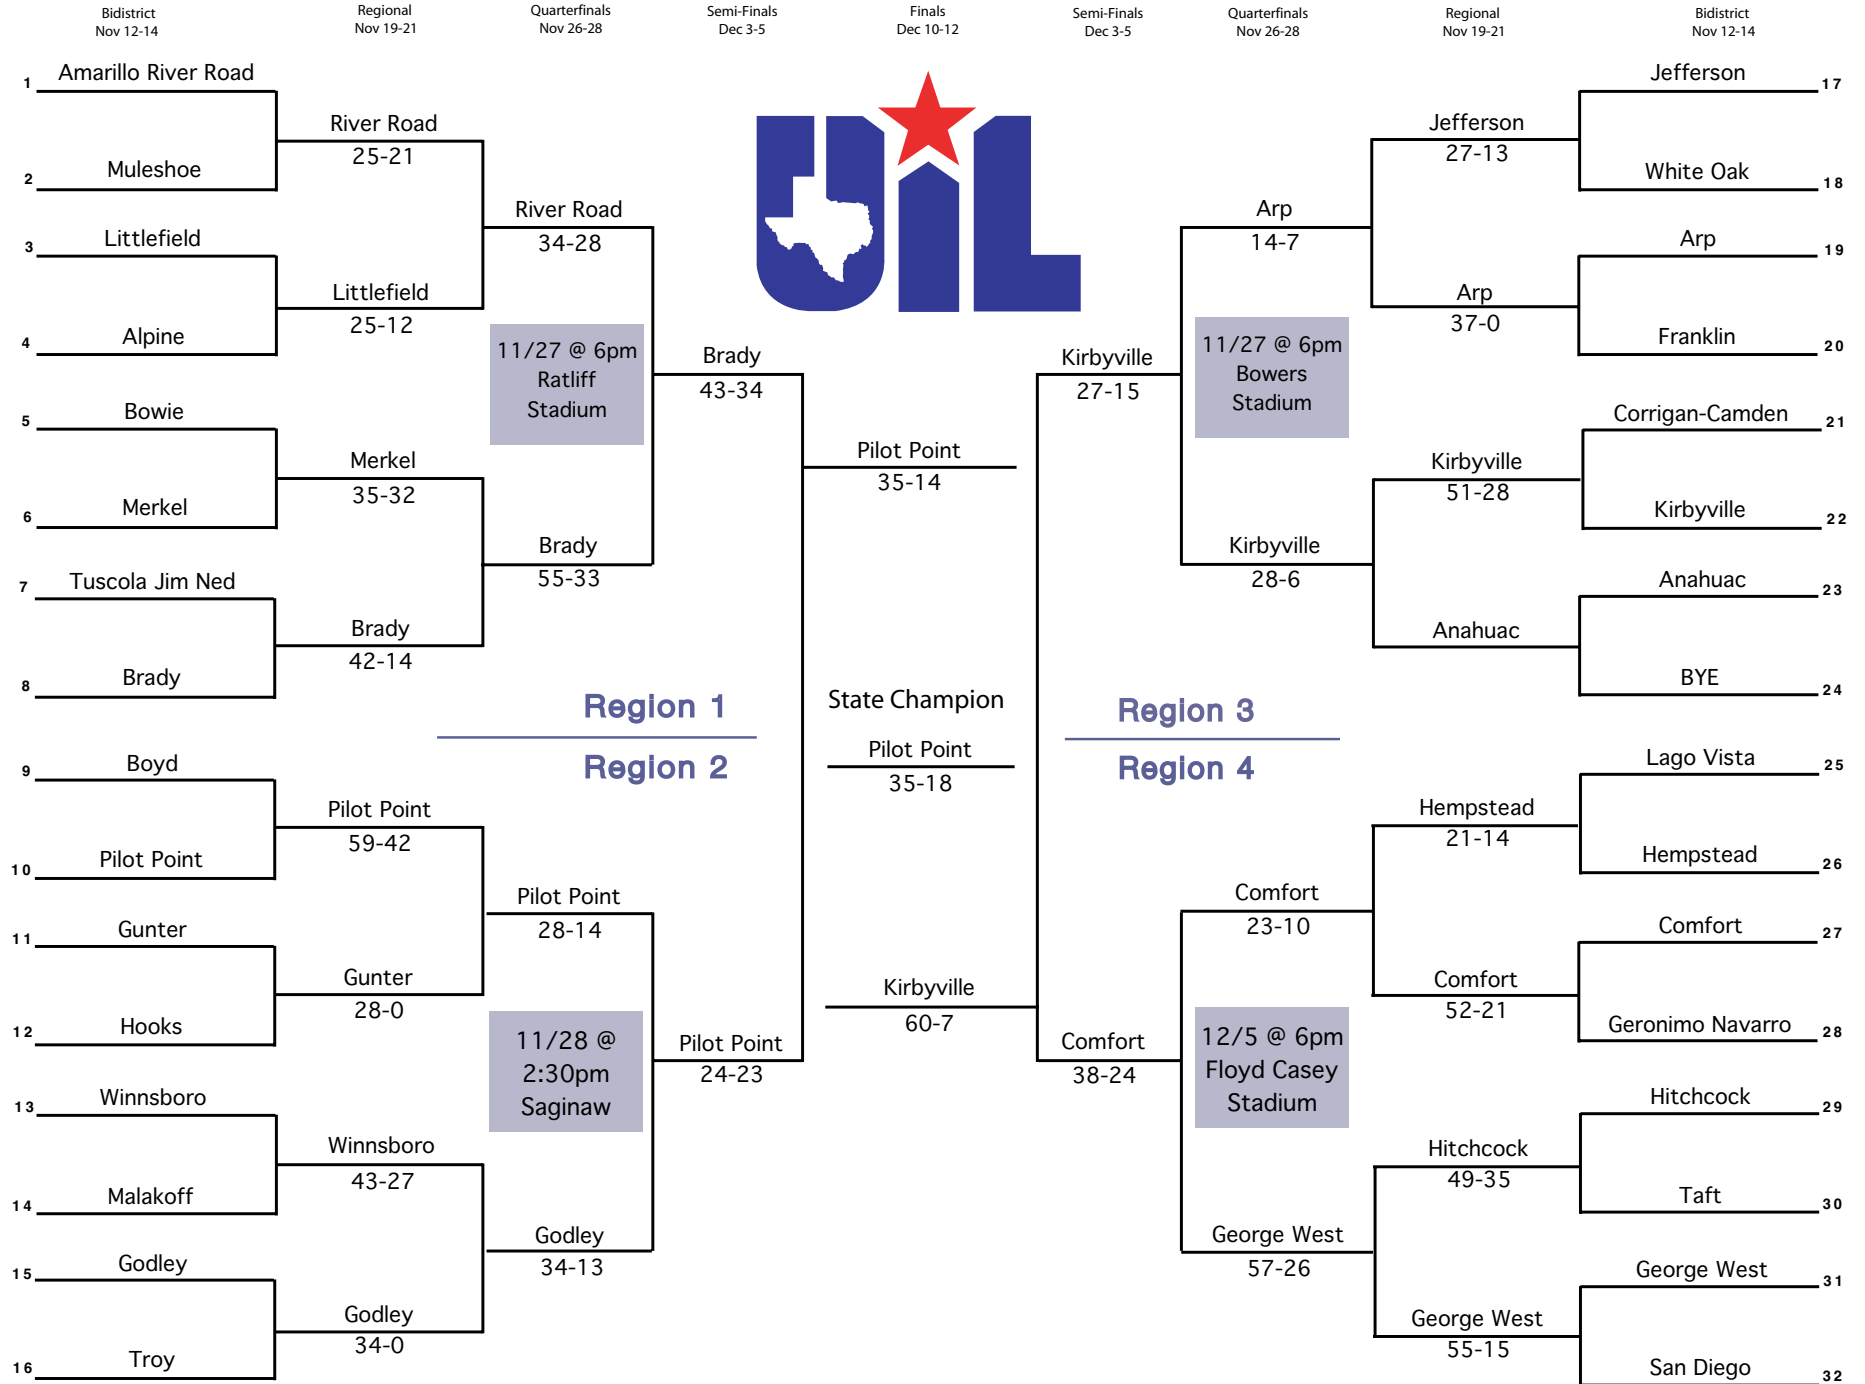 Bidistrict
Nov 12-14
Regional
Nov 19-21
Quarterfinals
Nov 26-28
Semi-Finals
Dec 3-5
Finals
Dec 10-12
Semi-Finals
Dec 3-5
Quarterfinals
Nov 26-28
Regional
Nov 19-21
Bidistrict
Nov 12-14
1 Amarillo River Road
2 Muleshoe
3 Littlefield
4 Alpine
5 Bowie
6 Merkel
7 Tuscola Jim Ned
8 Brady
9 Boyd
10 Pilot Point
11 Gunter
12 Hooks
13 Winnsboro
14 Malakoff
15 Godley
16 Troy
River Road
25-21
Littlefield
25-12
Merkel
35-32
Brady
42-14
Pilot Point
59-42
Gunter
28-0
Winnsboro
43-27
Godley
34-0
River Road
34-28
11/27 @ 6pm
Ratliff
Stadium
Brady
55-33
Region 1
Region 2
Pilot Point
28-14
11/28 @
2:30pm
Saginaw
Godley
34-13
Brady
43-34
Pilot Point
24-23
UIL
Pilot Point
35-14
State Champion
Pilot Point
35-18
Kirbyville
60-7
Kirbyville
27-15
Comfort
38-24
Arp
14-7
11/27 @ 6pm
Bowers
Stadium
Kirbyville
28-6
Region 3
Region 4
Comfort
23-10
12/5 @ 6pm
Floyd Casey
Stadium
George West
57-26
Jefferson
27-13
Arp
37-0
Kirbyville
51-28
Anahuac
Hempstead
21-14
Comfort
52-21
Hitchcock
49-35
George West
55-15
Jefferson 17
White Oak 18
Arp 19
Franklin 20
Corrigan-Camden 21
Kirbyville 22
Anahuac 23
BYE 24
Lago Vista 25
Hempstead 26
Comfort 27
Geronimo Navarro 28
Hitchcock 29
Taft 30
George West 31
San Diego 32